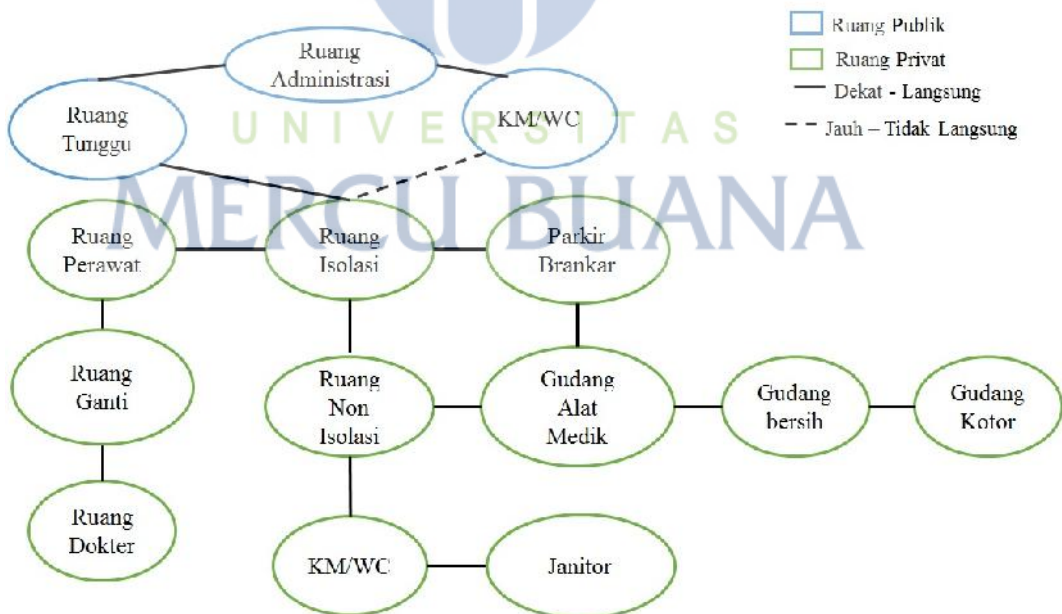 Ruang Publik
Ruang Privat
Dekat - Langsung
Jauh – Tidak Langsung
Ruang
Administrasi
Ruang
Tunggu
KM/WC
UNIVERSITAS
MERCU BUANA
Ruang
Perawat
Ruang
Isolasi
Parkir
Brankar
Ruang
Ganti
Ruang
Non
Isolasi
Gudang
Alat
Medik
Gudang
bersih
Gudang
Kotor
Ruang
Dokter
KM/WC
Janitor